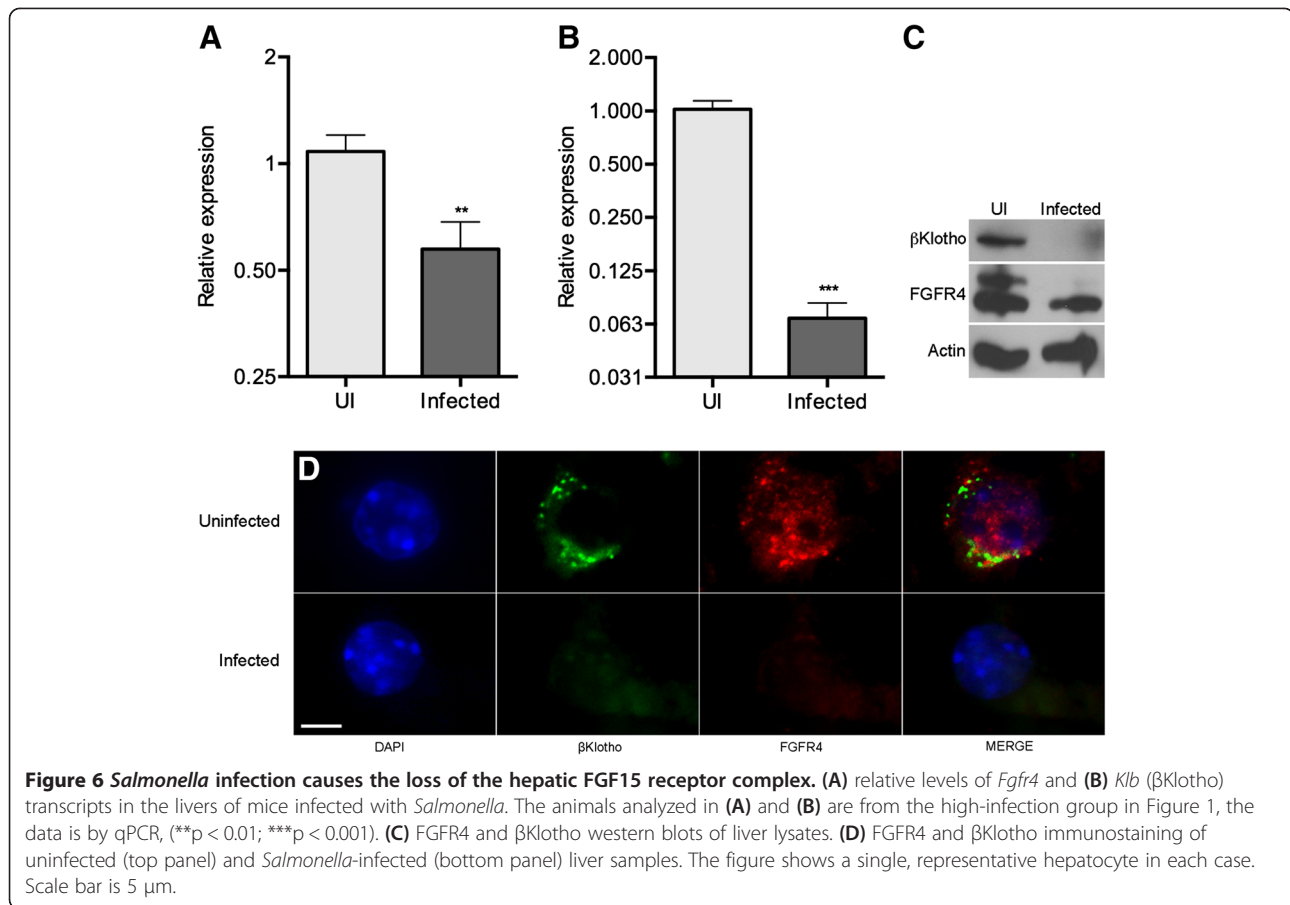 A
B
C
2
1
0.50
0.25
Relative expression
**
UI
Infected
2.000
1.000
0.500
0.250
0.125
0.063
0.031
Relative expression
***
UI
Infected
UI Infected
βKlotho
FGFR4
Actin
D
Uninfected
Infected
DAPI
βKlotho
FGFR4
MERGE
Figure 6 Salmonella infection causes the loss of the hepatic FGF15 receptor complex. (A) relative levels of Fgfr4 and (B) Klb (βKlotho)
transcripts in the livers of mice infected with Salmonella. The animals analyzed in (A) and (B) are from the high-infection group in Figure 1, the
data is by qPCR, (**p < 0.01; ***p < 0.001). (C) FGFR4 and βKlotho western blots of liver lysates. (D) FGFR4 and βKlotho immunostaining of
uninfected (top panel) and Salmonella-infected (bottom panel) liver samples. The figure shows a single, representative hepatocyte in each case.
Scale bar is 5 μm.